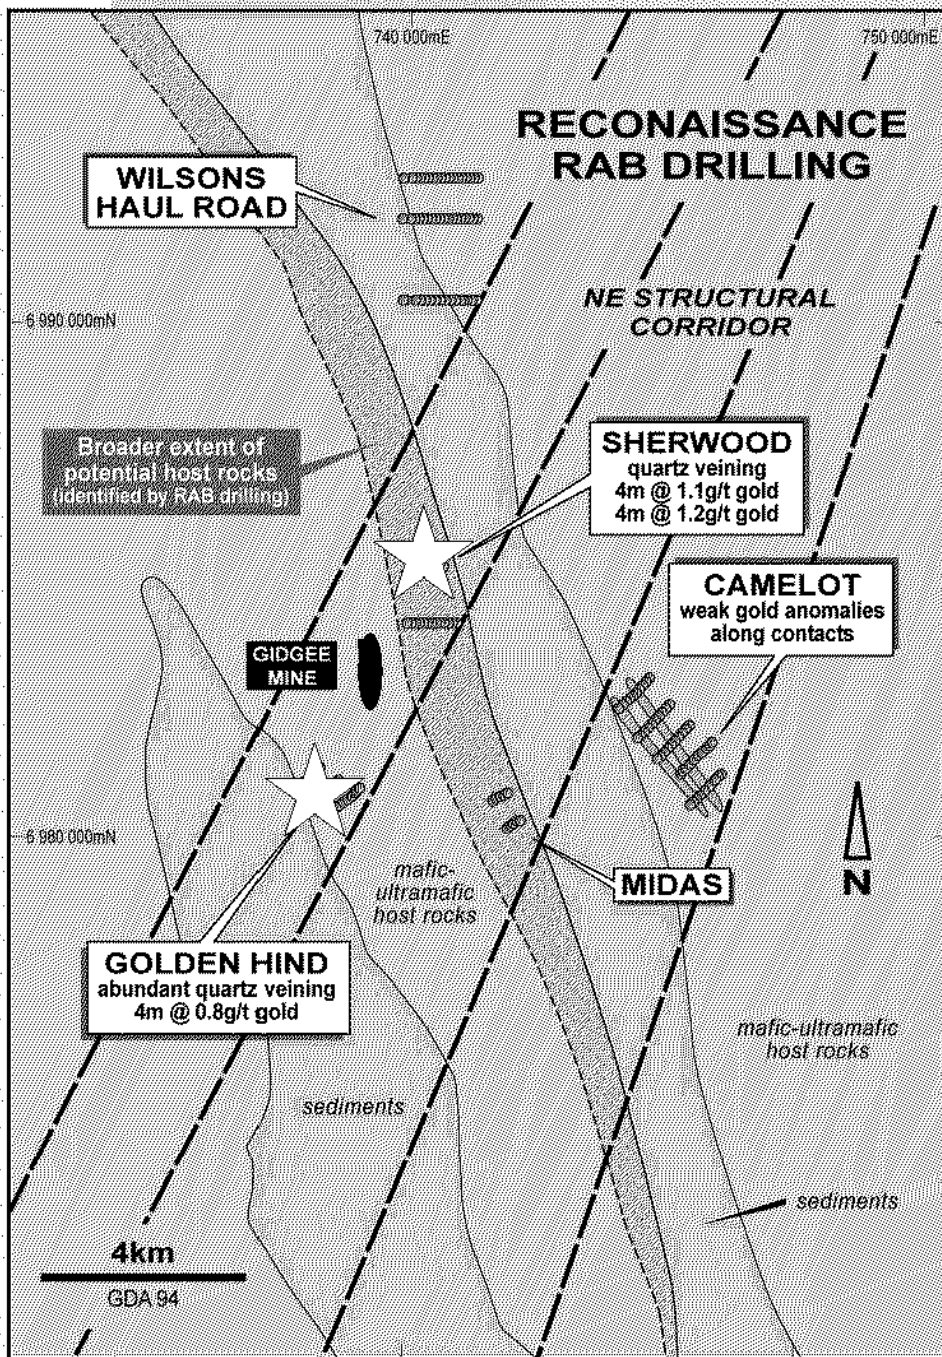 740 000mE
750 000mE
RECONAISSANCE
RAB DRILLING
WILSONS
HAUL ROAD
NE STRUCTURAL
CORRIDOR
6 990 000mN
Broader extent of
potential host rocks
(identified by RAB drilling)
SHERWOOD
quartz veining
4m @ 1.1g/t gold
4m @ 1.2g/t gold
CAMELOT
weak gold anomalies
along contacts
GIDGEE
MINE
6 980 000mN
mafic-
ultramafic
host rocks
MIDAS
N
GOLDEN HIND
abundant quartz veining
4m @ 0.8g/t gold
mafic-ultramafic
host rocks
sediments
sediments
4km
GDA 94